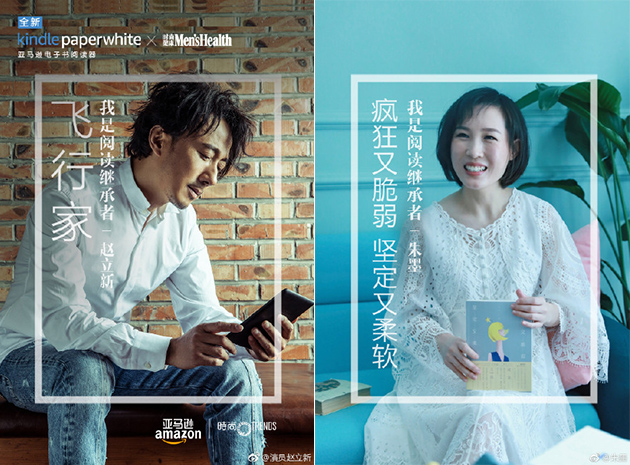 全新
kindle paperwhite × 时尚健康 Men'sHealth
亚马逊电子书阅读器
飞行家
我是阅读继承者 | 赵立新
亚马逊
amazon
時尚 TRENDS
@演员赵立新
疯狂又脆弱 坚定又柔软
我是阅读继承者 | 朱墨